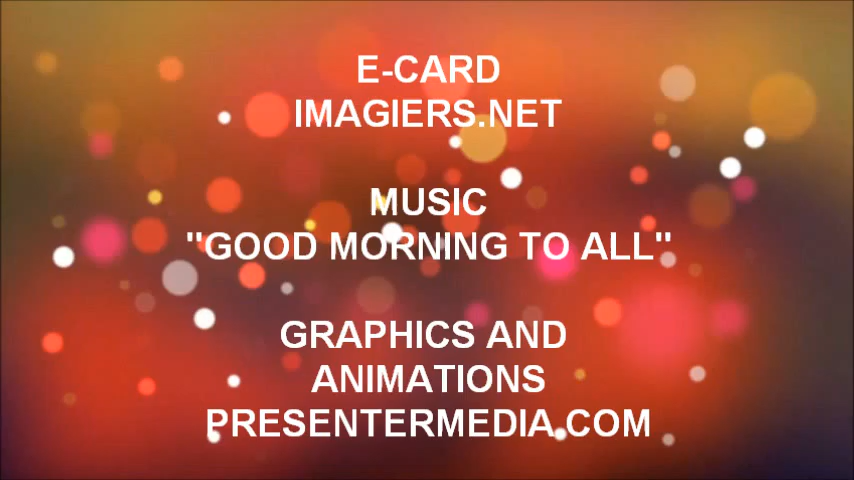 E-CARD
IMAGIERS.NET
MUSIC
"GOOD MORNING TO ALL"
GRAPHICS AND
ANIMATIONS
PRESENTERMEDIA.COM